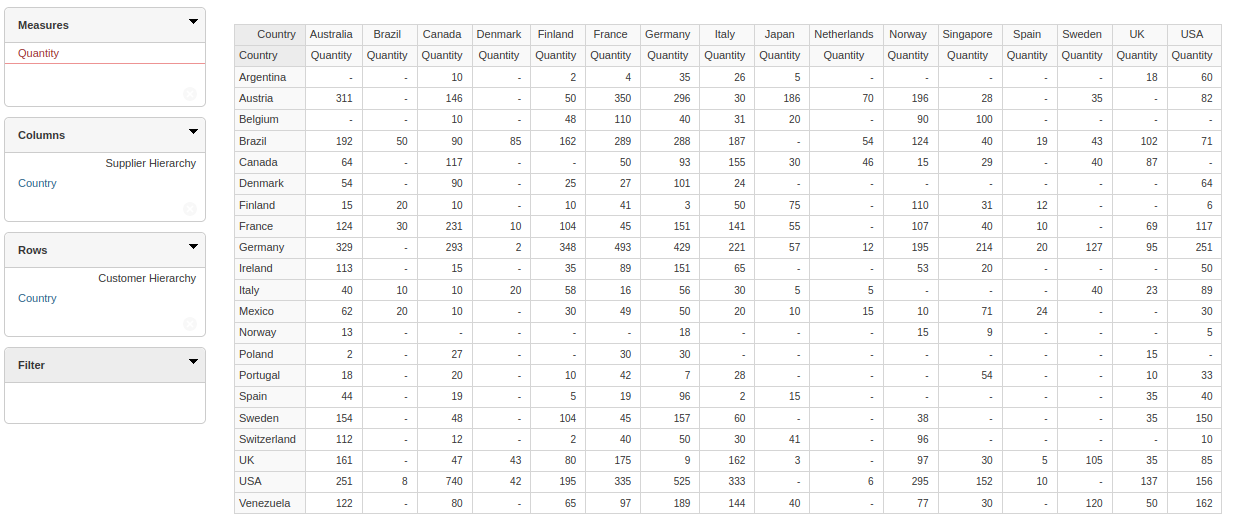 Measures
Quantity
Columns
Supplier Hierarchy
Country
Rows
Customer Hierarchy
Country
Filter
Country Australia Brazil Canada Denmark Finland France Germany Italy Japan Netherlands Norway Singapore Spain Sweden UK USA
Country Quantity Quantity Quantity Quantity Quantity Quantity Quantity Quantity Quantity Quantity Quantity Quantity Quantity Quantity Quantity Quantity
Argentina - - 10 - 2 4 35 26 5 - - - - - 18 60
Austria 311 - 146 - 50 350 296 30 186 70 196 28 - 35 - 82
Belgium - - 10 - 48 110 40 31 20 - 90 100 - - - -
Brazil 192 50 90 85 162 289 288 187 - 54 124 40 19 43 102 71
Canada 64 - 117 - - 50 93 155 30 46 15 29 - 40 87 -
Denmark 54 - 90 - 25 27 101 24 - - - - - - - 64
Finland 15 20 10 - 10 41 3 50 75 - 110 31 12 - - 6
France 124 30 231 10 104 45 151 141 55 - 107 40 10 - 69 117
Germany 329 - 293 2 348 493 429 221 57 12 195 214 20 127 95 251
Ireland 113 - 15 - 35 89 151 65 - - 53 20 - - - 50
Italy 40 10 10 20 58 16 56 30 5 5 - - - 40 23 89
Mexico 62 20 10 - 30 49 50 20 10 15 10 71 24 - - 30
Norway 13 - - - - - 18 - - - 15 9 - - - 5
Poland 2 - 27 - - 30 30 - - - - - - - 15 -
Portugal 18 - 20 - 10 42 7 28 - - - 54 - - 10 33
Spain 44 - 19 - 5 19 96 2 15 - - - - - 35 40
Sweden 154 - 48 - 104 45 157 60 - - 38 - - - 35 150
Switzerland 112 - 12 - 2 40 50 30 41 - 96 - - - - 10
UK 161 - 47 43 80 175 9 162 3 - 97 30 5 105 35 85
USA 251 8 740 42 195 335 525 333 - 6 295 152 10 - 137 156
Venezuela 122 - 80 - 65 97 189 144 40 - 77 30 - 120 50 162